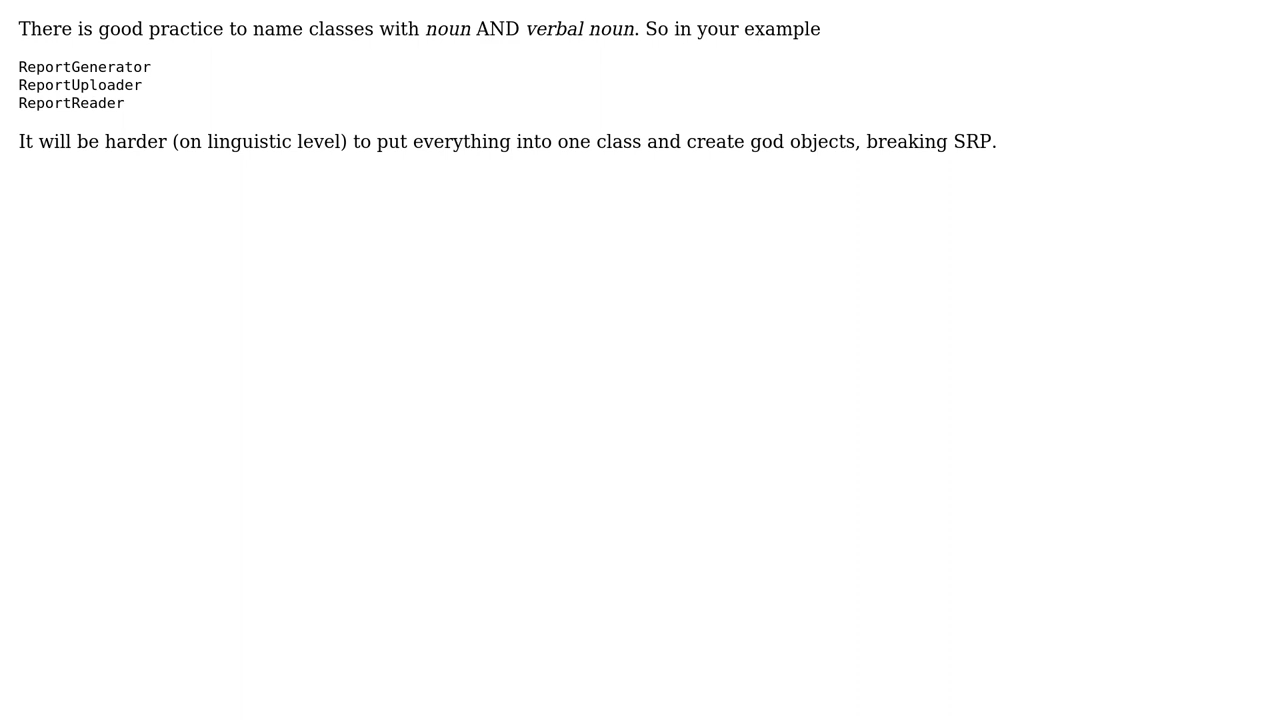 There is good practice to name classes with noun AND verbal noun. So in your example
ReportGenerator
ReportUploader
ReportReader
It will be harder (on linguistic level) to put everything into one class and create god objects, breaking SRP.